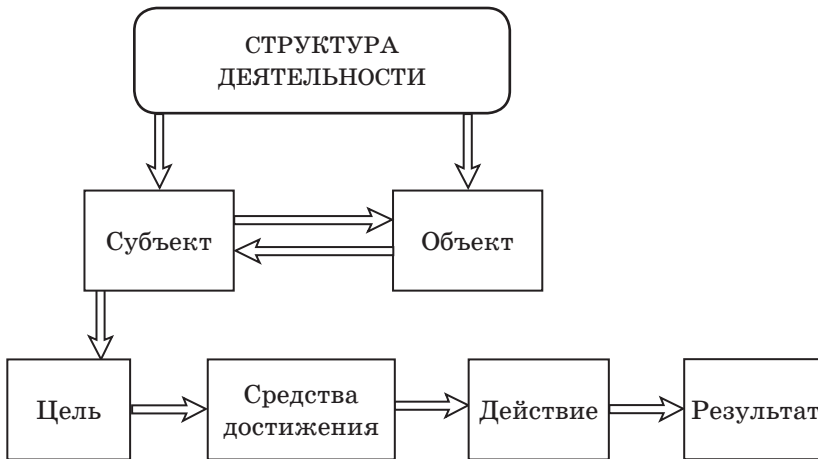 СТРУКТУРА
ДЕЯТЕЛЬНОСТИ
Субъект
Объект
Цель
Средства
достижения
Действие
Результат